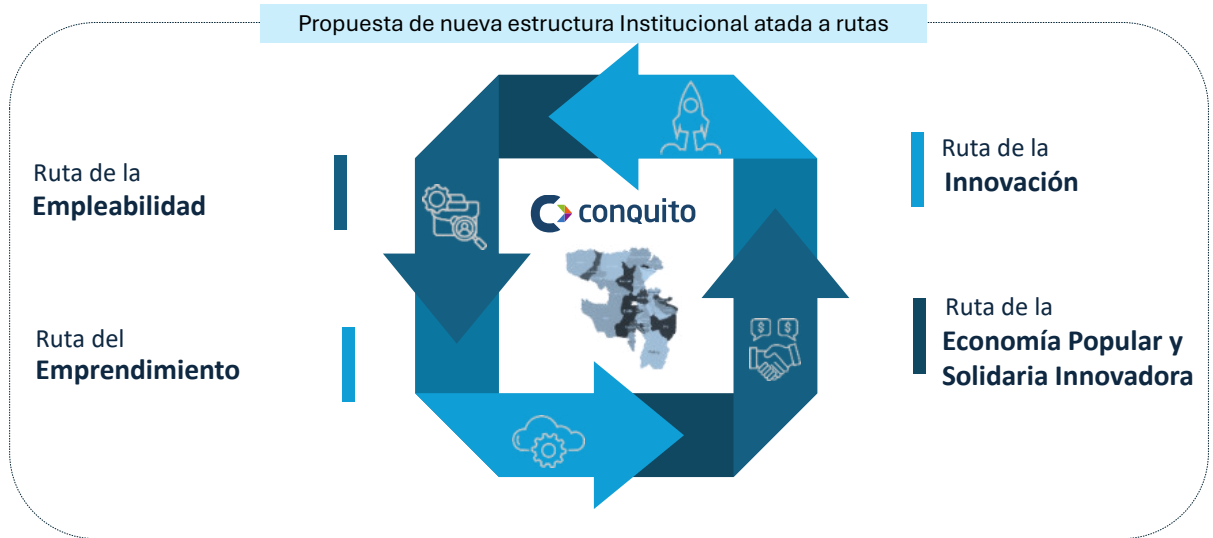 Propuesta de nueva estructura Institucional atada a rutas
Ruta de la
Empleabilidad
Ruta del
Emprendimiento
conquito
$ $
Ruta de la
Innovación
Ruta de la
Economía Popular y
Solidaria Innovadora